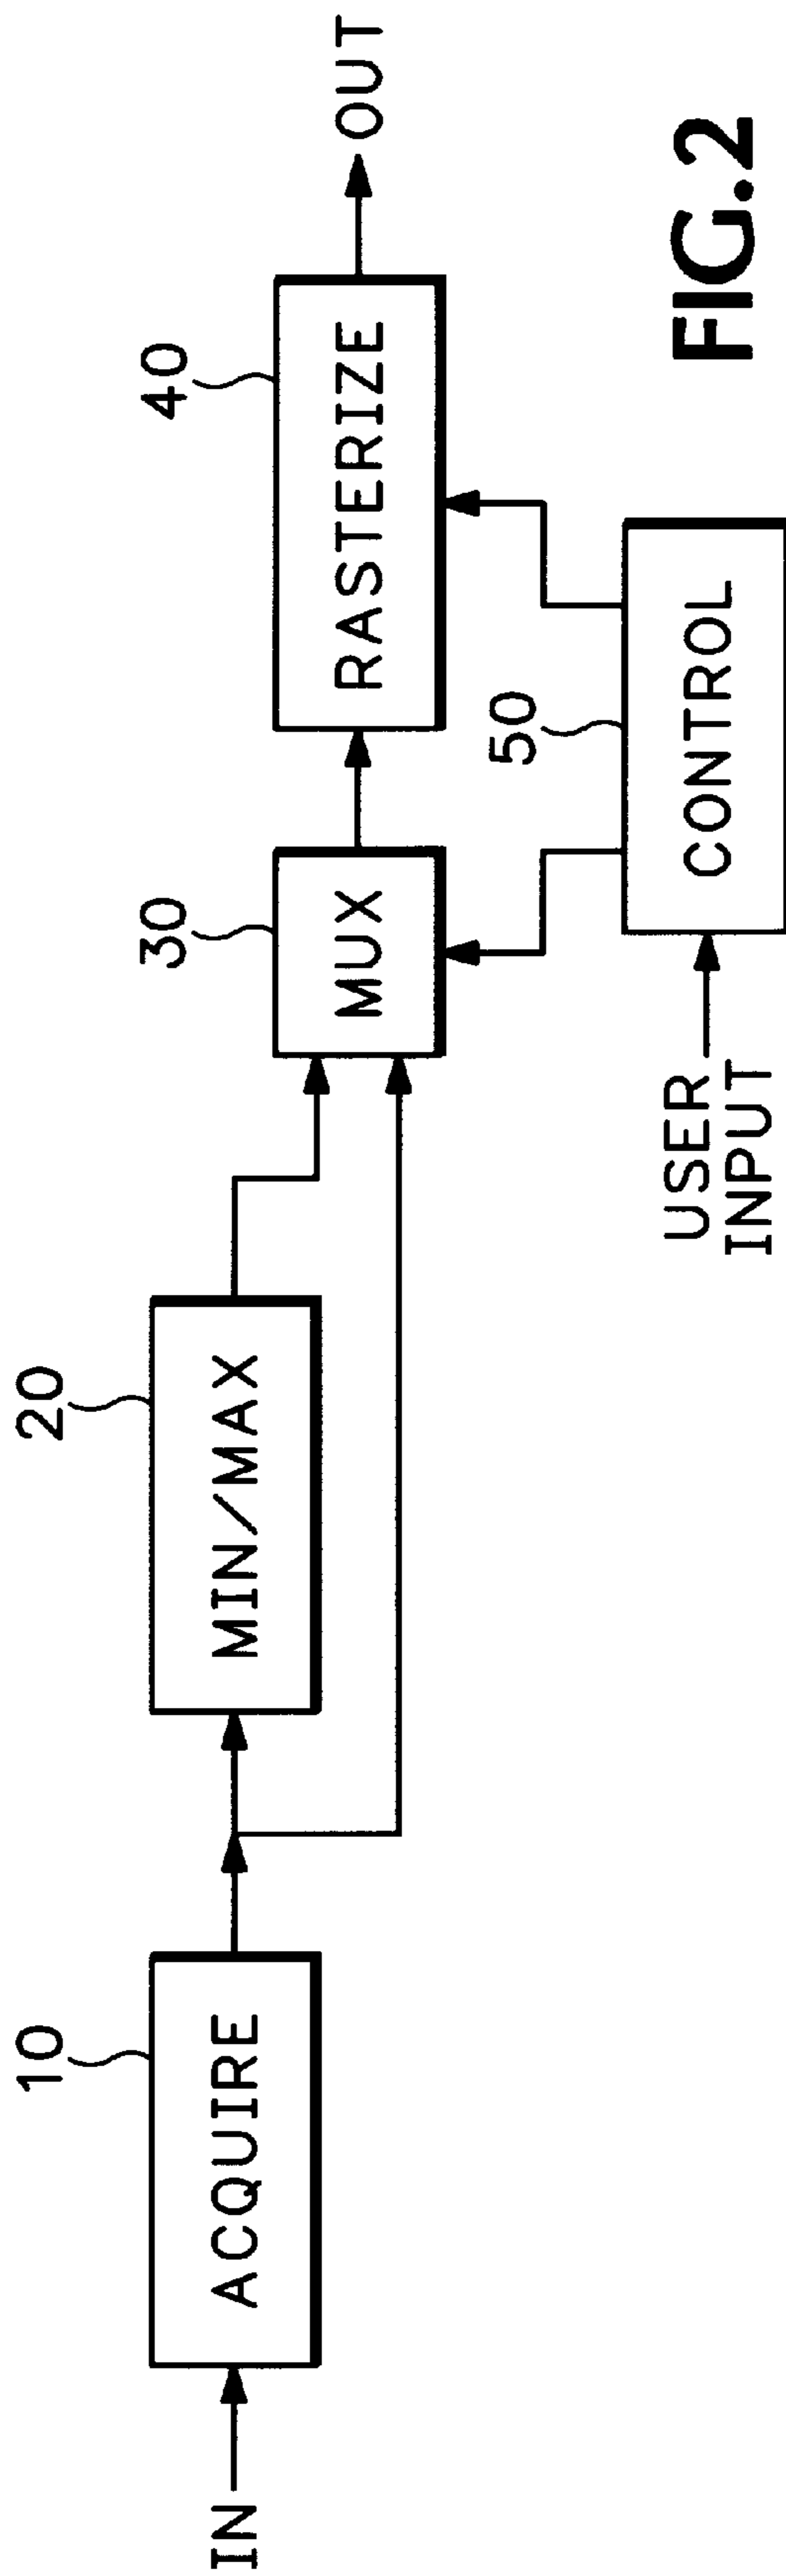 IN
10
ACQUIRE
20
MIN/MAX
30
MUX
40
RASTERIZE
OUT
50
CONTROL
USER
INPUT
FIG.2